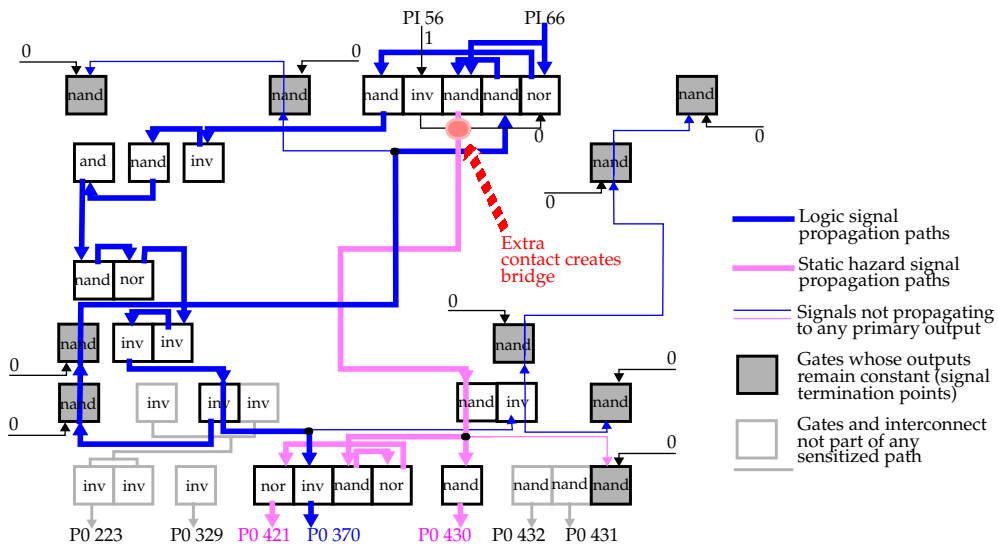 PI 56
PI 66
1
0
0
0
nand
nand
nand
inv
nand
nand
nor
nand
0
0
and
nand
inv
nand
0
Extra
contact creates
bridge
nand
nor
0
nand
inv
inv
nand
0
0
nand
inv
inv
inv
nand
inv
nand
0
0
inv
inv
inv
nor
inv
nand
nor
nand
nand
nand
nand
P0 223
P0 329
P0 421
P0 370
P0 430
P0 432
P0 431
Logic signal
propagation paths
Static hazard signal
propagation paths
Signals not propagating
to any primary output
Gates whose outputs
remain constant (signal
termination points)
Gates and interconnect
not part of any
sensitized path